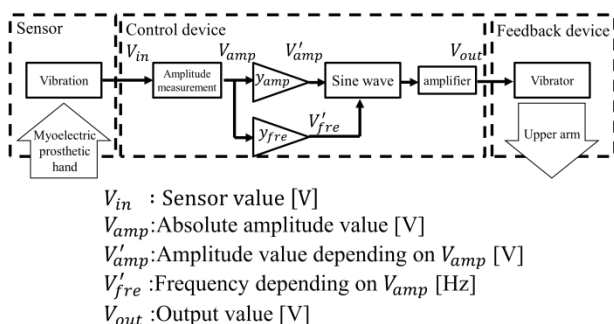 Sensor
Control device
Feedback device
V_in
V_amp
V'_amp
V_out
Vibration
Amplitude
measurement
y_amp
Sine wave
amplifier
Vibrator
y_fre
V'_fre
Myoelectric
prosthetic
hand
Upper arm
V_in : Sensor value [V]
V_amp:Absolute amplitude value [V]
V'_amp:Amplitude value depending on V_amp [V]
V'_fre:Frequency depending on V_amp [Hz]
V_out:Output value [V]